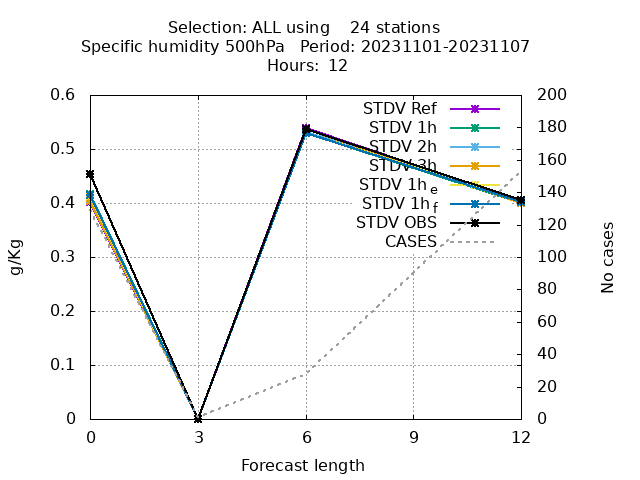 Selection: ALL using    24 stations
Specific humidity 500hPa   Period: 20231101-20231107
Hours:  12
0.6
0.5
0.4
0.3
0.2
0.1
0
g/Kg
STDV Ref
STDV 1h
STDV 2h
STDV 3h
STDV 1h e
STDV 1h f
STDV OBS
CASES
200
180
160
140
120
100
80
60
40
20
0
No cases
0 3 6 9 12
Forecast length